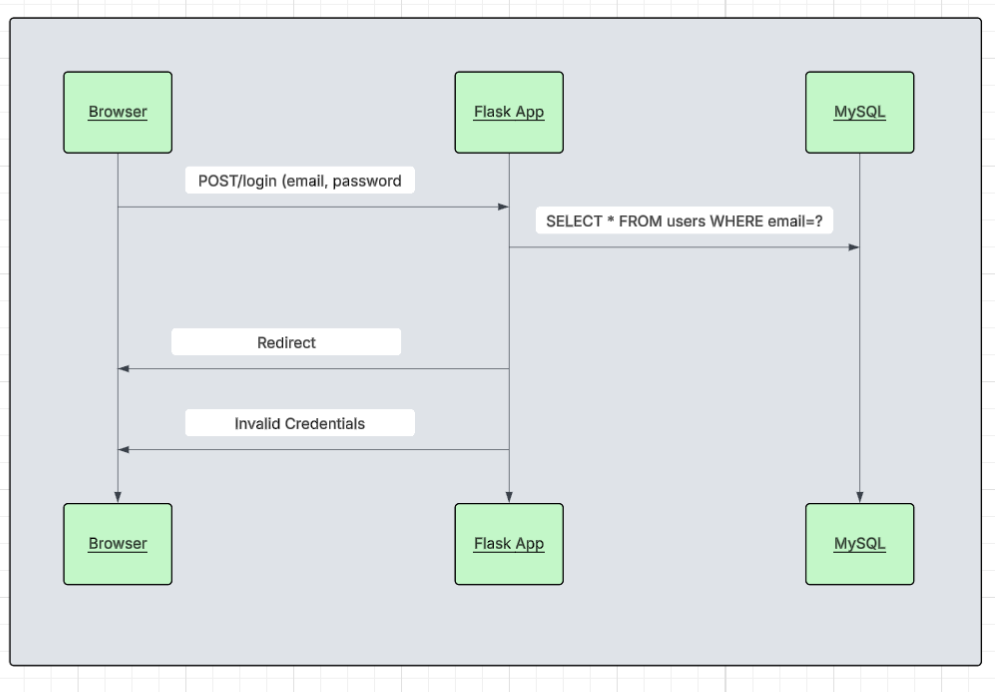 Browser
Flask App
MySQL
POST/login (email, password
SELECT * FROM users WHERE email=?
Redirect
Invalid Credentials
Browser
Flask App
MySQL